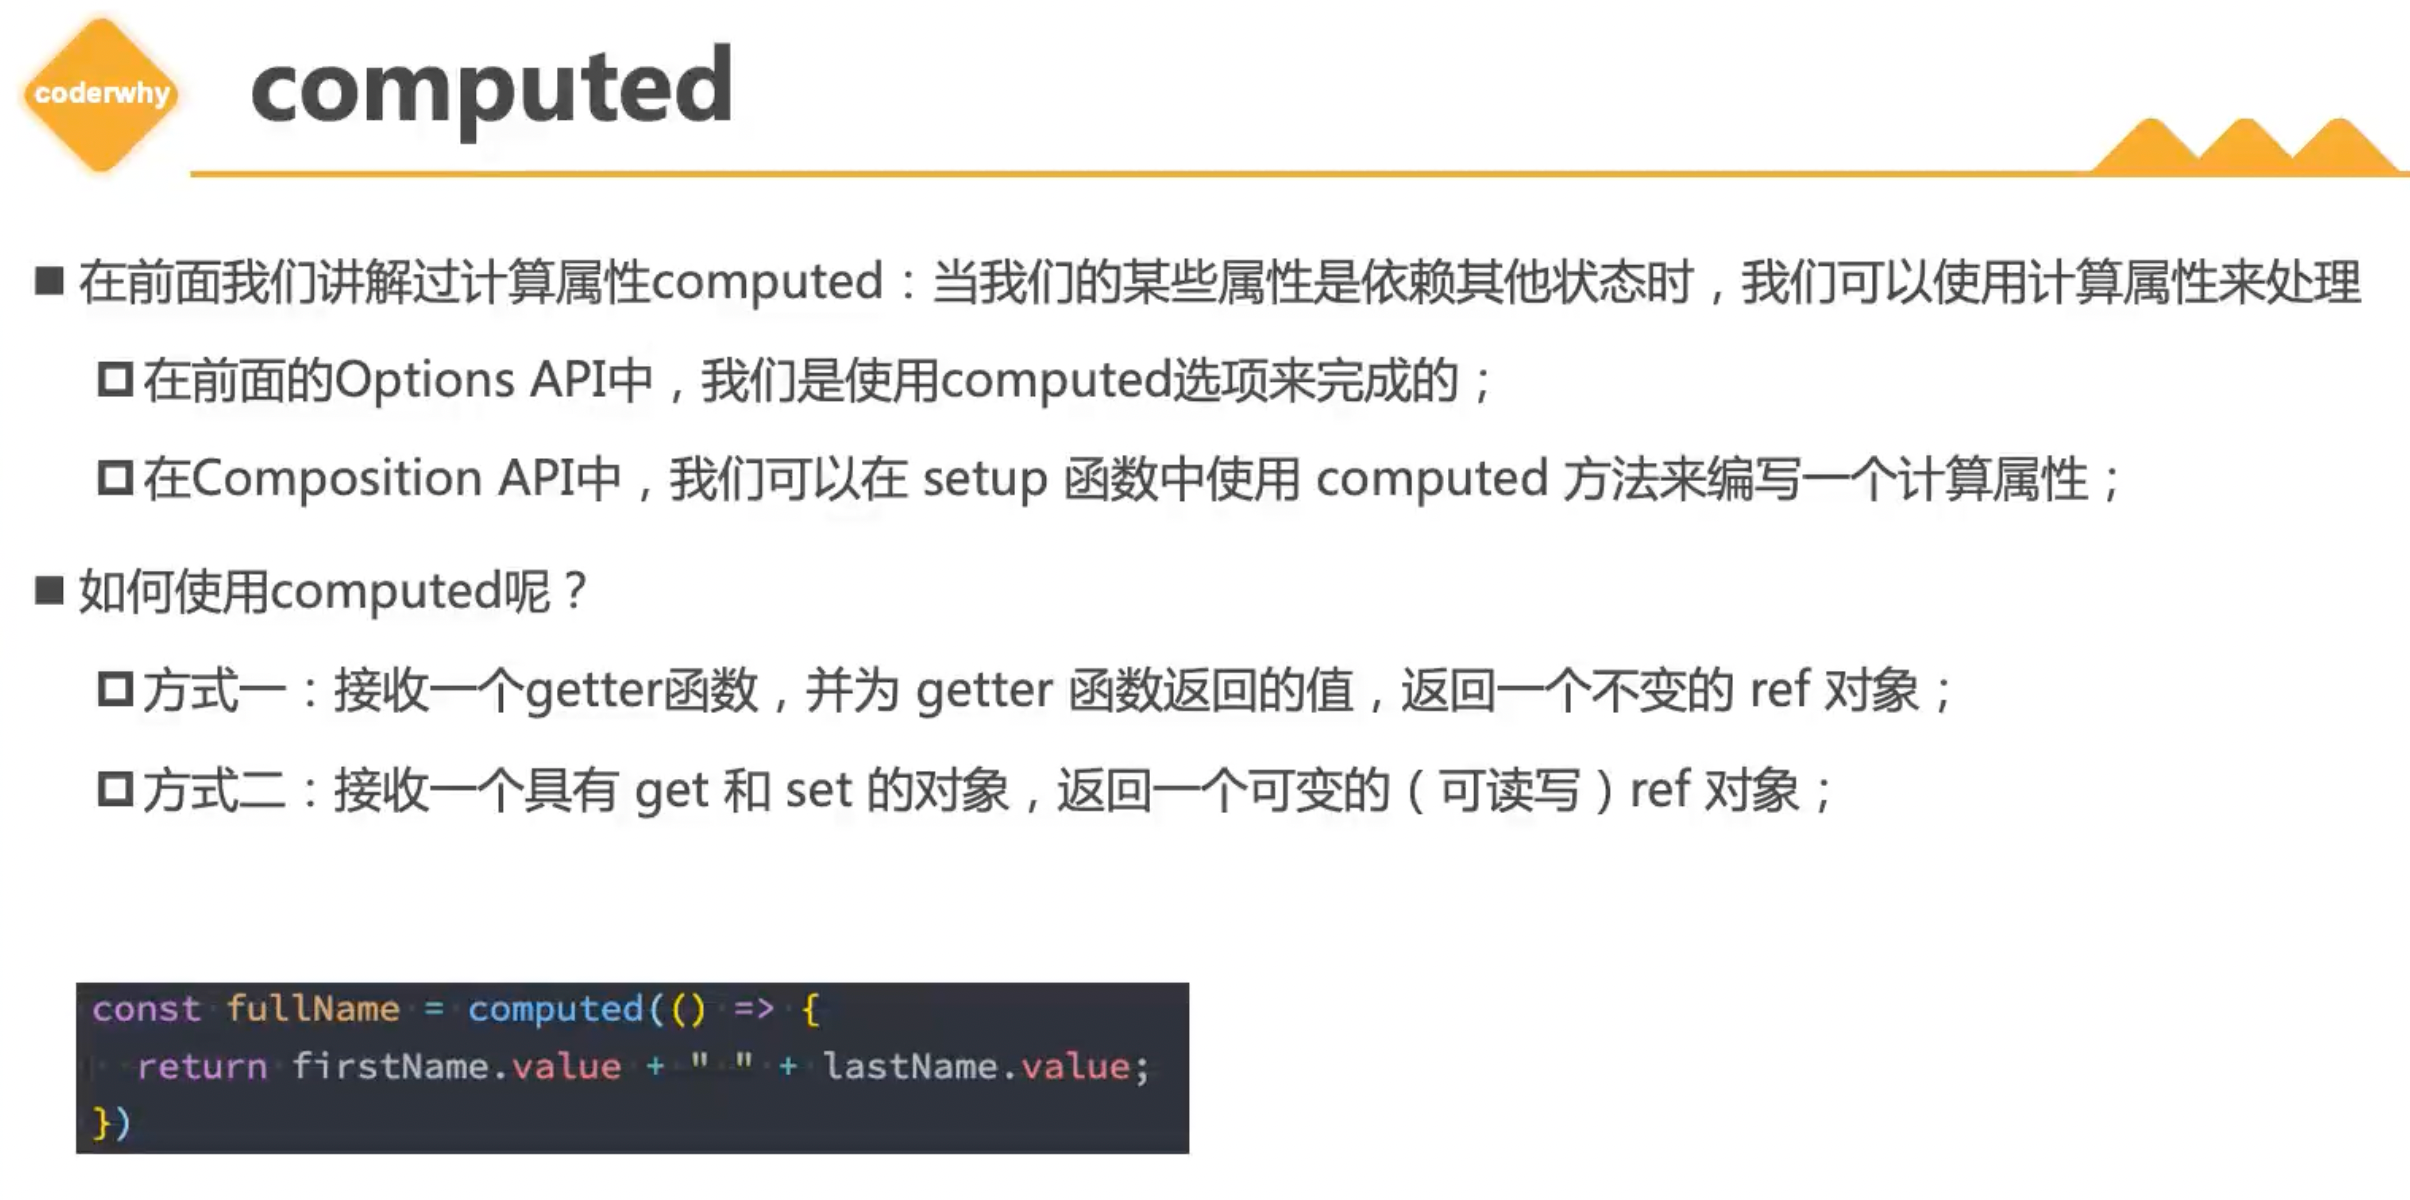 coderwhy
computed
在前面我们讲解过计算属性computed：当我们的某些属性是依赖其他状态时，我们可以使用计算属性来处理
在前面的Options API中，我们是使用computed选项来完成的；
在Composition API中，我们可以在 setup 函数中使用 computed 方法来编写一个计算属性；
如何使用computed呢？
方式一：接收一个getter函数，并为 getter 函数返回的值，返回一个不变的 ref 对象；
方式二：接收一个具有 get 和 set 的对象，返回一个可变的（可读写）ref 对象；
const fullName = computed(() => {
  return firstName.value + " " + lastName.value;
})